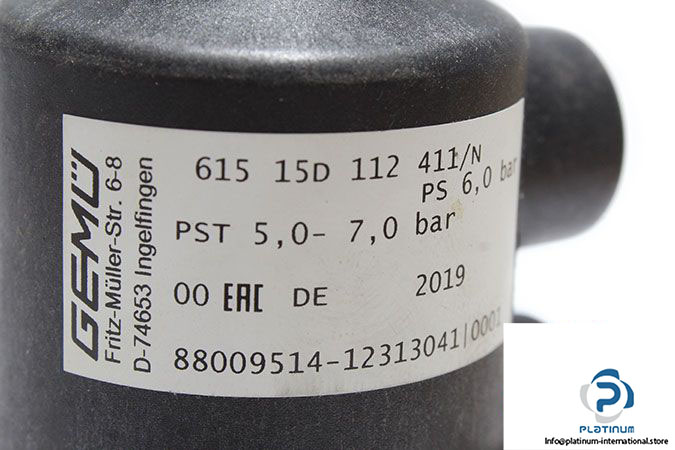 GEMÜ
Fritz-Müller-Str. 6-8
D-74653 Ingelfingen
615 15D 112 411/N
PS 6,0 bar
PST 5,0- 7,0 bar
00 EAC DE 2019
88009514-12313041|0001
PLATINUM
Info@platinum-international.store